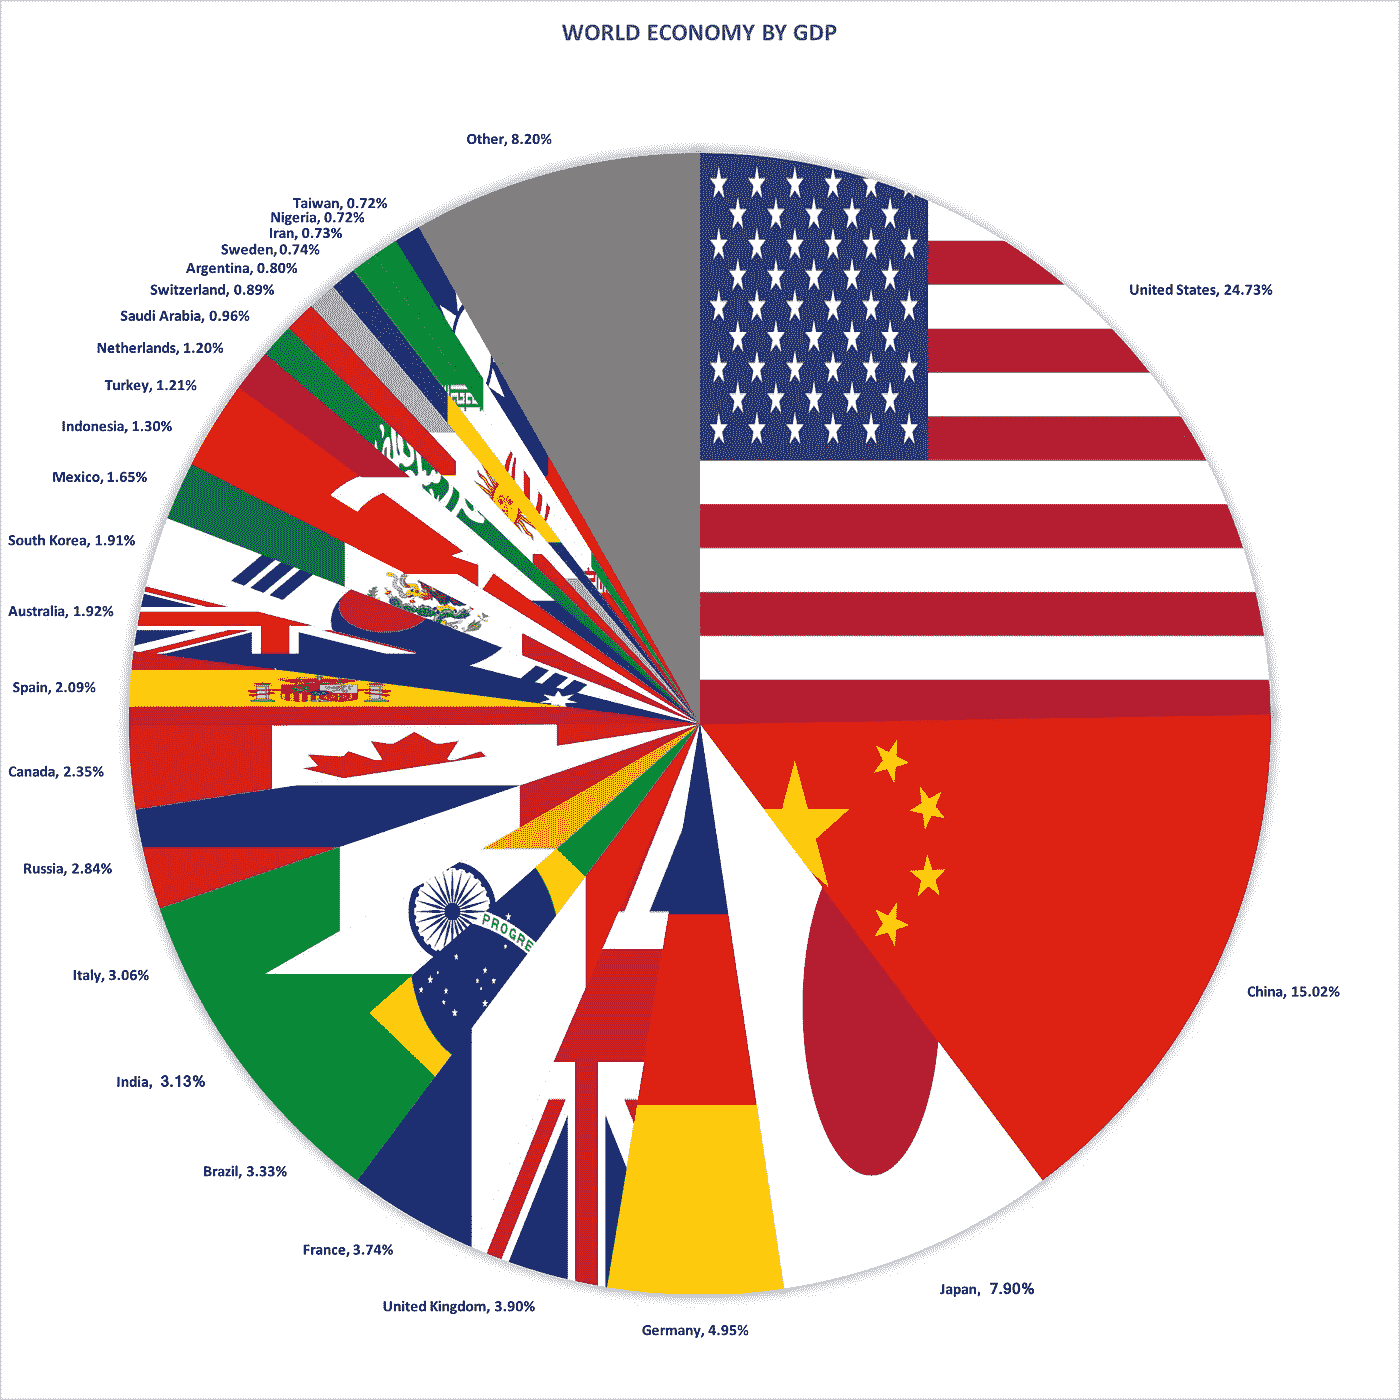 WORLD ECONOMY BY GDP
Other, 8.20%
Taiwan, 0.72%
Nigeria, 0.72%
Iran, 0.73%
Sweden, 0.74%
Argentina, 0.80%
Switzerland, 0.89%
Saudi Arabia, 0.96%
Netherlands, 1.20%
Turkey, 1.21%
Indonesia, 1.30%
Mexico, 1.65%
South Korea, 1.91%
Australia, 1.92%
Spain, 2.09%
Canada, 2.35%
Russia, 2.84%
Italy, 3.06%
India, 3.13%
Brazil, 3.33%
France, 3.74%
United Kingdom, 3.90%
Germany, 4.95%
Japan, 7.90%
China, 15.02%
United States, 24.73%
PROGRE